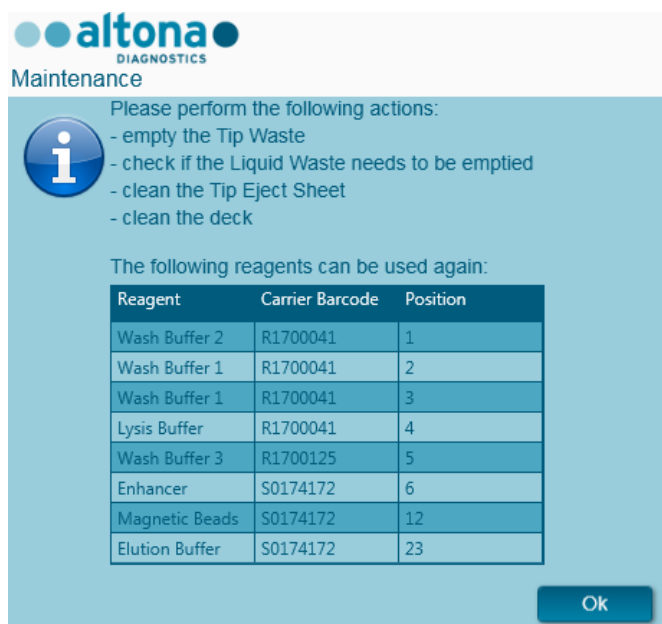 altona
DIAGNOSTICS
Maintenance
Please perform the following actions:
- empty the Tip Waste
- check if the Liquid Waste needs to be emptied
- clean the Tip Eject Sheet
- clean the deck
The following reagents can be used again:
Reagent Carrier Barcode Position
Wash Buffer 2 R1700041 1
Wash Buffer 1 R1700041 2
Wash Buffer 1 R1700041 3
Lysis Buffer R1700041 4
Wash Buffer 3 R1700125 5
Enhancer S0174172 6
Magnetic Beads S0174172 12
Elution Buffer S0174172 23
Ok